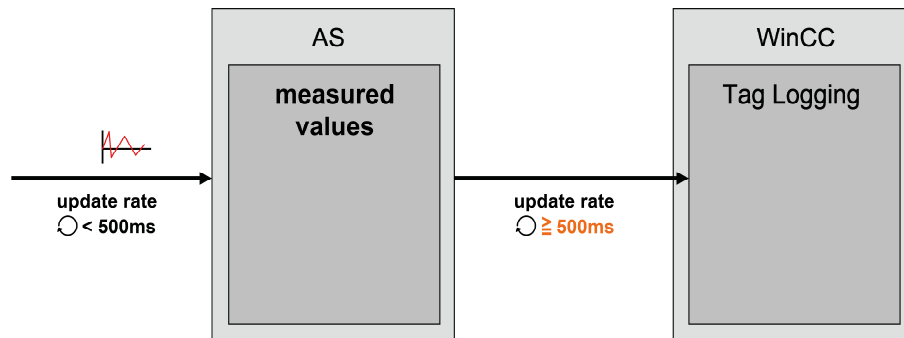 AS
measured
values
update rate
< 500ms
update rate
≧ 500ms
WinCC
Tag Logging